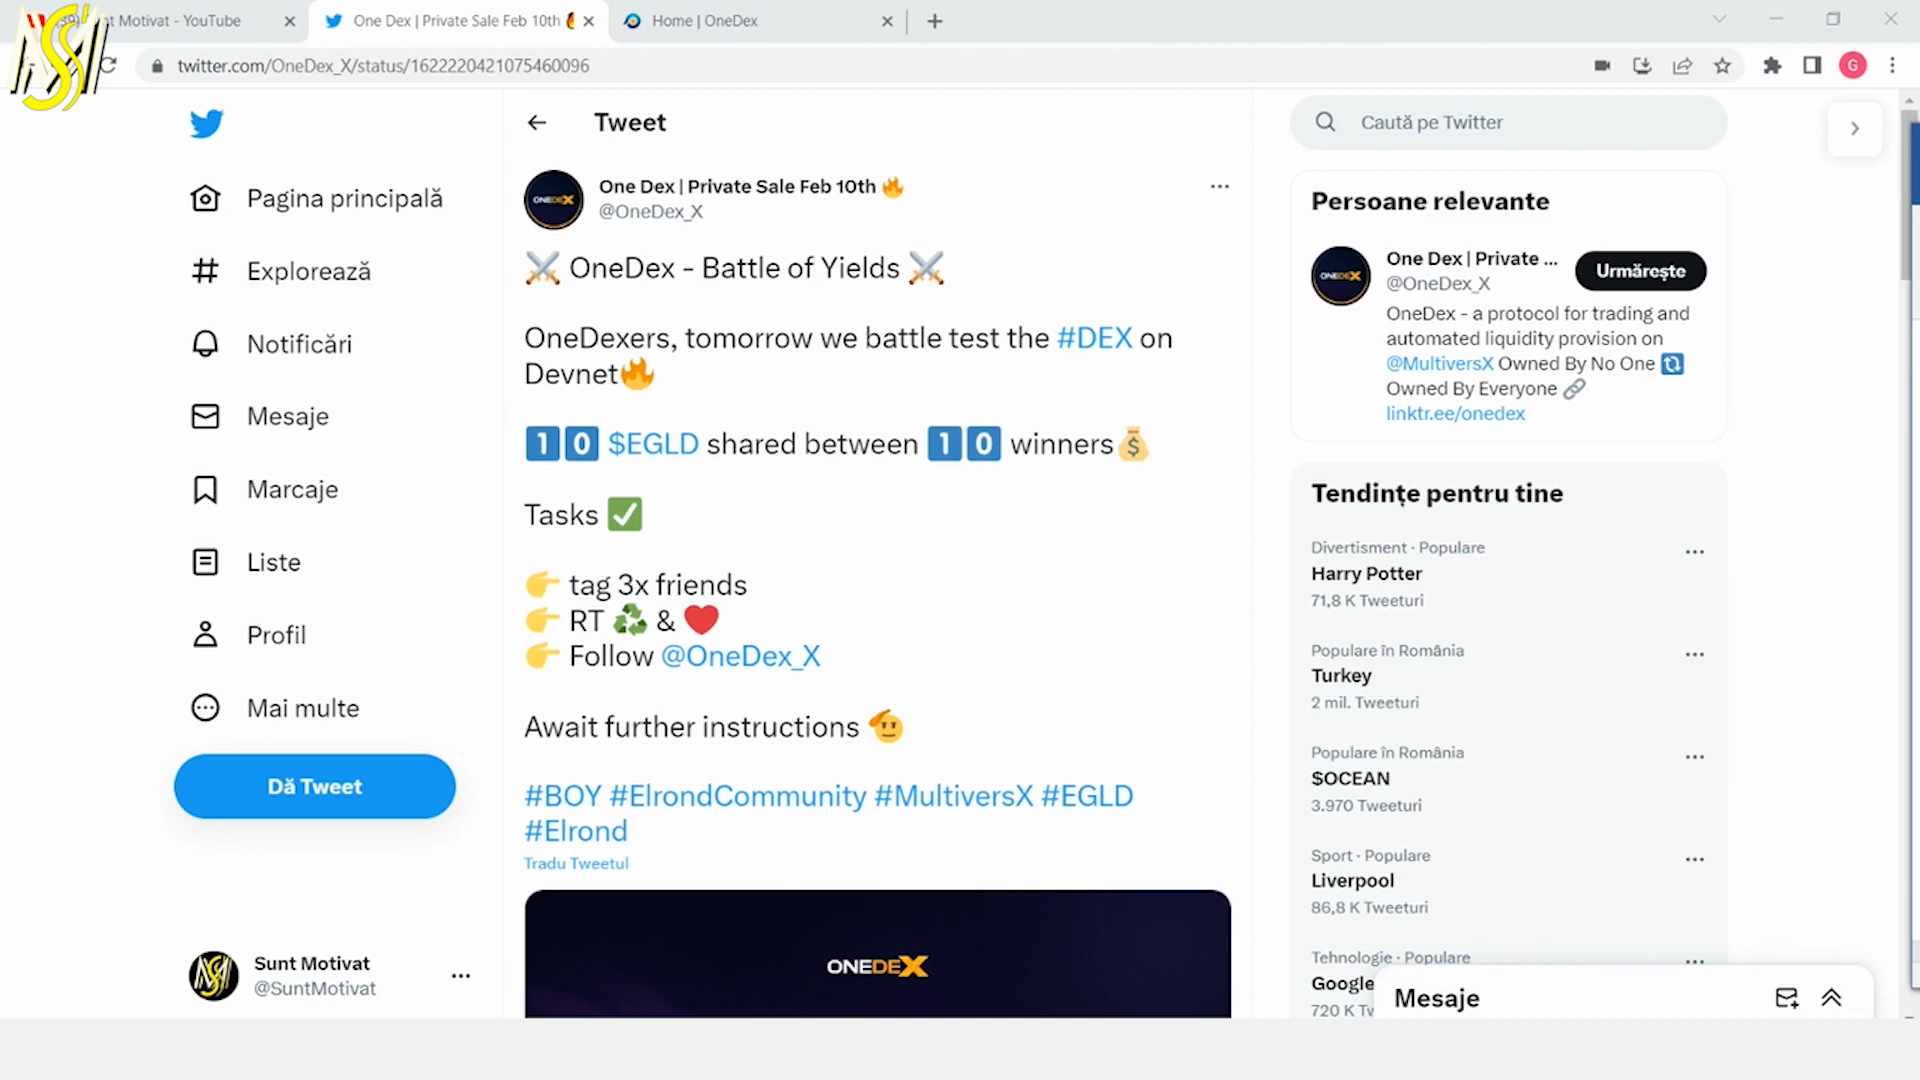 nt Motivat - YouTube
One Dex | Private Sale Feb 10th 🔥
Home | OneDex
twitter.com/OneDex_X/status/1622220421075460096
G
Tweet
Caută pe Twitter
Pagina principală
Explorează
Notificări
Mesaje
Marcaje
Liste
Profil
Mai multe
Dă Tweet
Sunt Motivat
@SuntMotivat
ONEDEX
One Dex | Private Sale Feb 10th 🔥
@OneDex_X
⚔️ OneDex - Battle of Yields ⚔️
OneDexers, tomorrow we battle test the #DEX on
Devnet🔥
1️⃣0️⃣ $EGLD shared between 1️⃣0️⃣ winners💰
Tasks ✅
👉 tag 3x friends
👉 RT ♻️ & ❤️
👉 Follow @OneDex_X
Await further instructions 🫡
#BOY #ElrondCommunity #MultiversX #EGLD
#Elrond
Tradu Tweetul
ONEDEX
Persoane relevante
ONEDEX
One Dex | Private ...
@OneDex_X
Urmărește
OneDex - a protocol for trading and
automated liquidity provision on
@MultiversX Owned By No One 🔃
Owned By Everyone 🔗
linktr.ee/onedex
Tendințe pentru tine
Divertisment · Populare
Harry Potter
71,8 K Tweeturi
Populare în România
Turkey
2 mil. Tweeturi
Populare în România
$OCEAN
3.970 Tweeturi
Sport · Populare
Liverpool
86,8 K Tweeturi
Tehnologie · Populare
Google
720 K Tw
Mesaje